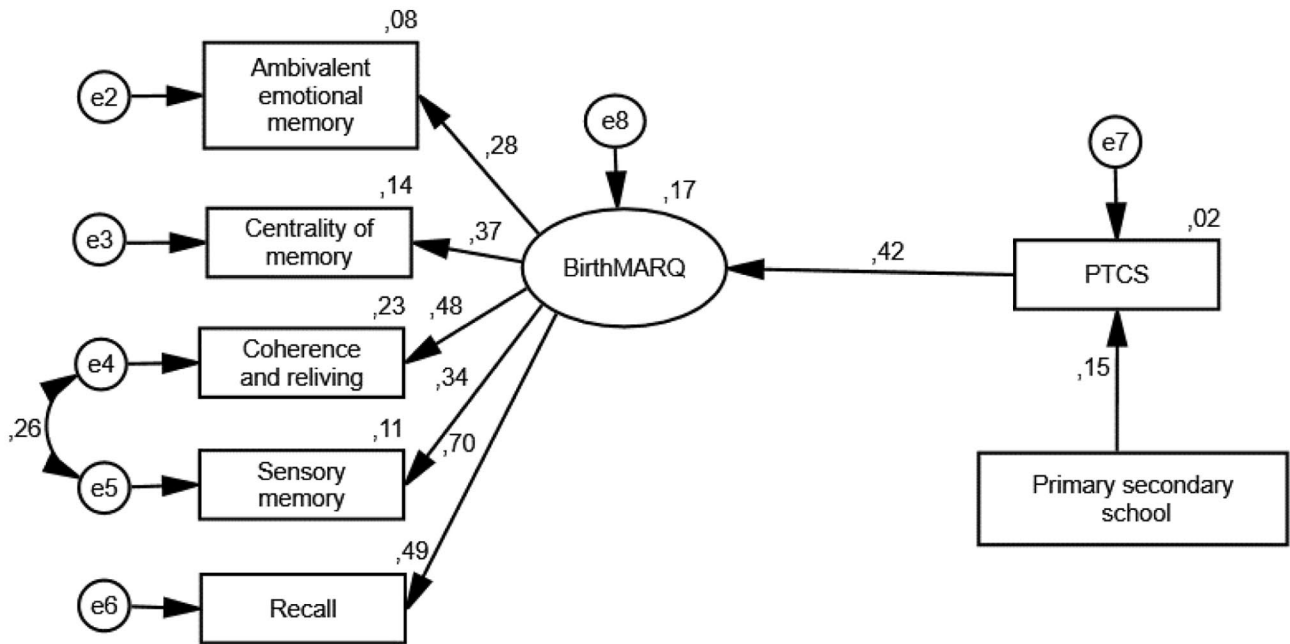 ,08
e2
Ambivalent
emotional
memory
e8
e7
,28
,14
,17
,02
e3
Centrality of
memory
,37
BirthMARQ
,42
PTCS
,23
,48
e4
Coherence
and reliving
,34
,15
,26
,11
,70
e5
Sensory
memory
Primary secondary
school
,49
e6
Recall